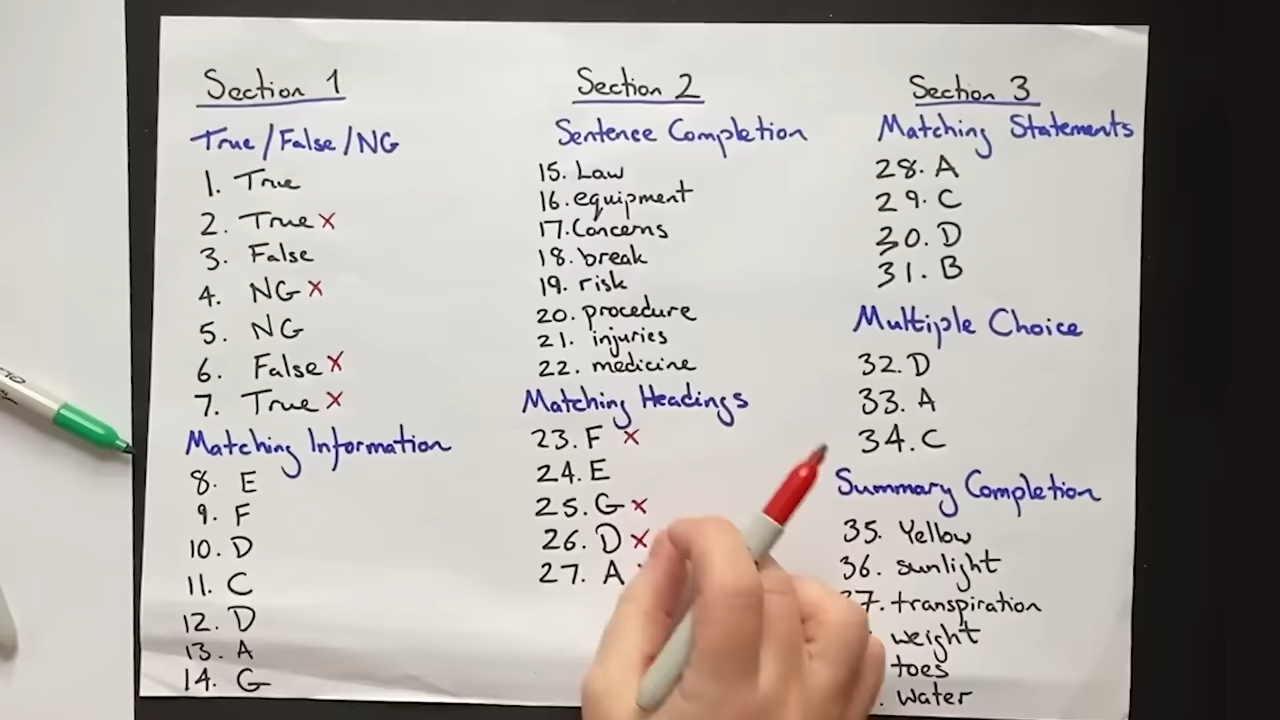 Section 1
True/False/NG
1. True
2. True ×
3. False
4. NG ×
5. NG
6. False ×
7. True ×
Matching Information
8. E
9. F
10. D
11. C
12. D
13. A
14. G
Section 2
Sentence Completion
15. Law
16. equipment
17. Concerns
18. break
19. risk
20. procedure
21. injuries
22. medicine
Matching Headings
23. F ×
24. E
25. G ×
26. D ×
27. A
Section 3
Matching Statements
28. A
29. C
30. D
31. B
Multiple Choice
32. D
33. A
34. C
Summary Completion
35. Yellow
36. sunlight
7. transpiration
weight
toes
. water